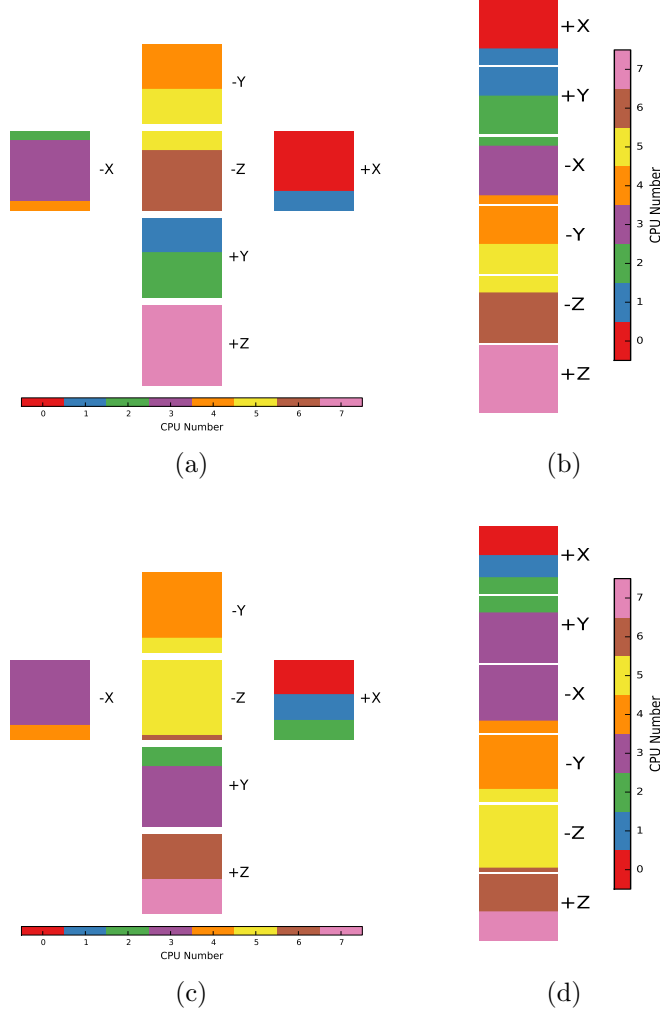 -Y
-X
-Z
+X
+Y
+Z
0 1 2 3 4 5 6 7
CPU Number
(a)
+X
+Y
-X
-Y
-Z
+Z
7
6
5
4
3
2
1
0
CPU Number
(b)
-Y
-X
-Z
+X
+Y
+Z
0 1 2 3 4 5 6 7
CPU Number
(c)
+X
+Y
-X
-Y
-Z
+Z
7
6
5
4
3
2
1
0
CPU Number
(d)